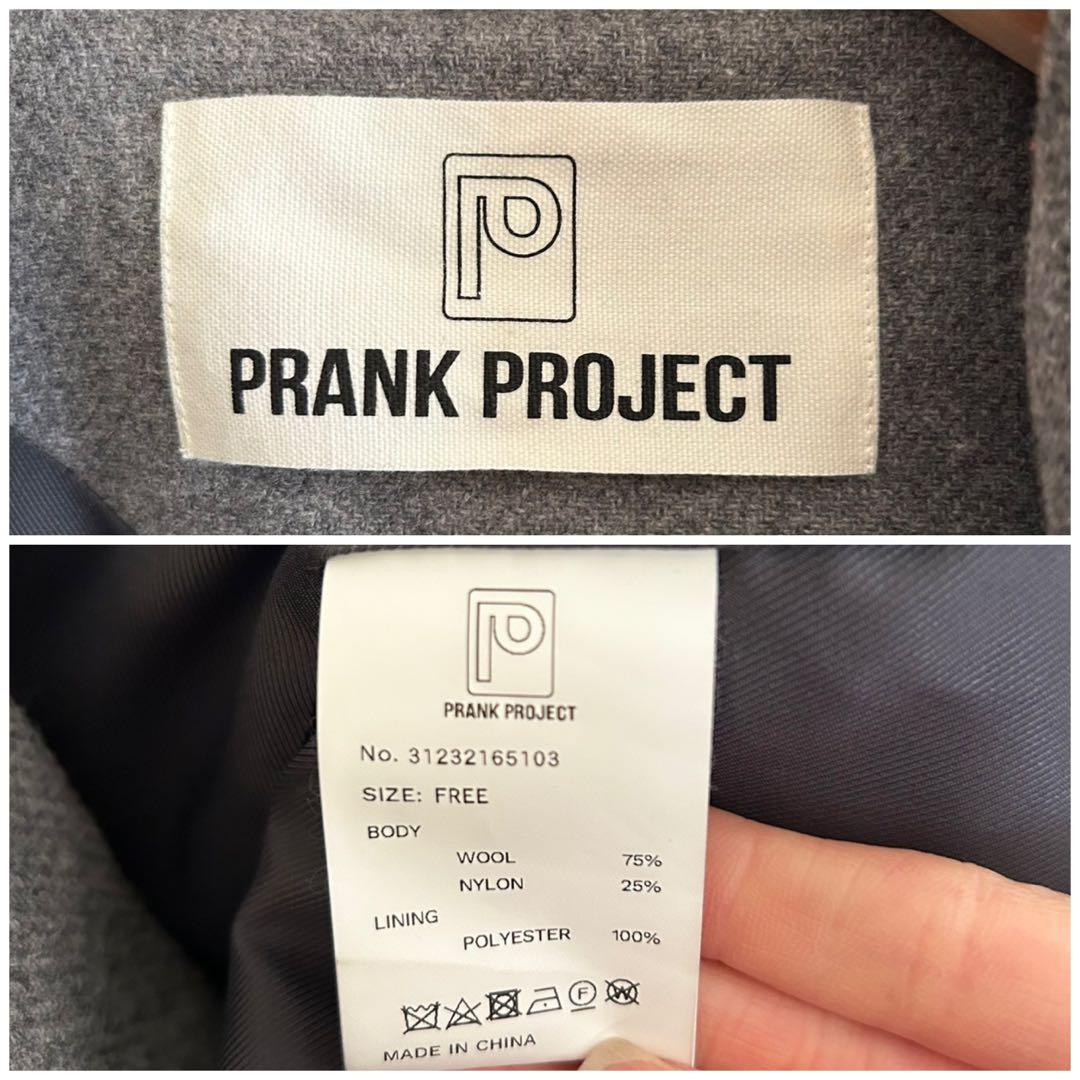 PRANK PROJECT
PRANK PROJECT
No. 31232165103
SIZE: FREE
BODY
WOOL 75%
NYLON 25%
LINING
POLYESTER 100%
F W
MADE IN CHINA